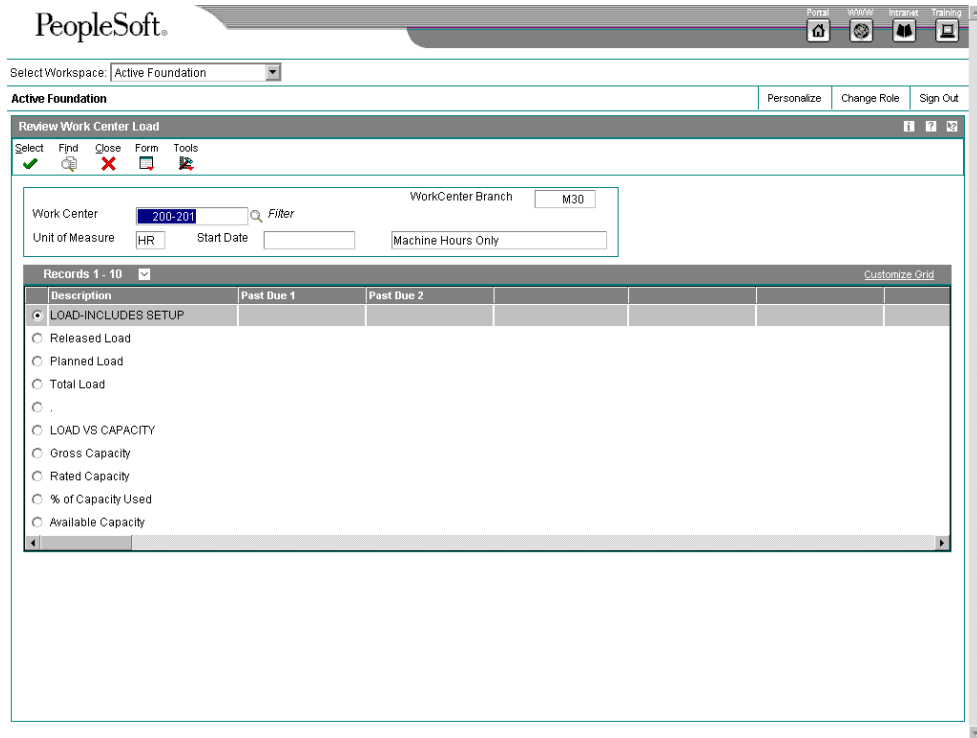 PeopleSoft.
Portal WWW Intranet Training
Select Workspace: Active Foundation
Active Foundation Personalize Change Role Sign Out
Review Work Center Load
Select Find Close Form Tools
WorkCenter Branch M30
Work Center 200-201 Filter
Unit of Measure HR Start Date Machine Hours Only
Records 1 - 10 Customize Grid
Description Past Due 1 Past Due 2
LOAD-INCLUDES SETUP
Released Load
Planned Load
Total Load
.
LOAD VS CAPACITY
Gross Capacity
Rated Capacity
% of Capacity Used
Available Capacity